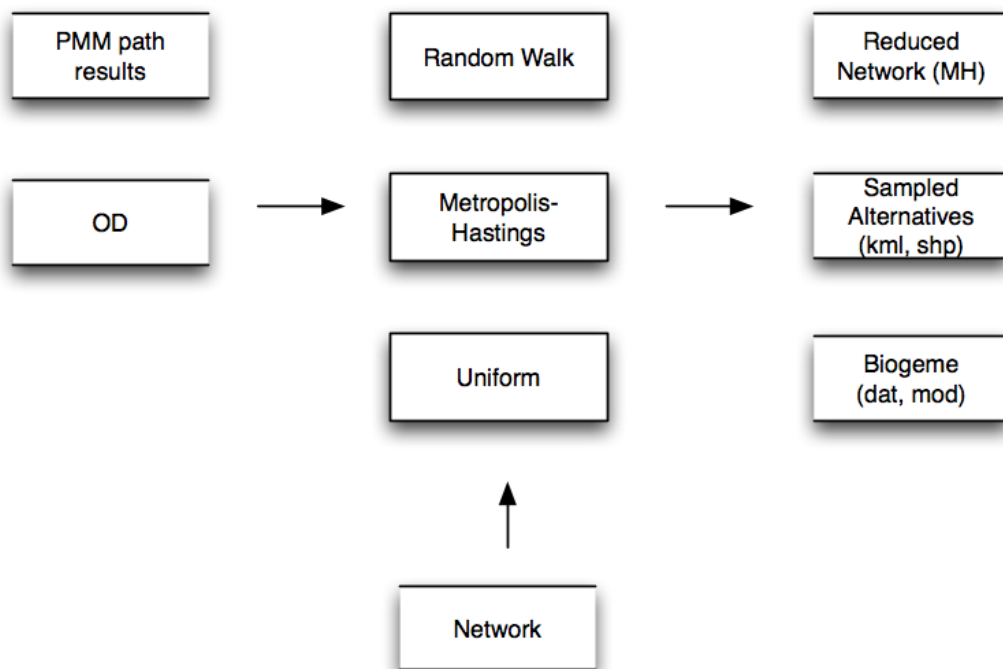 PMM path
results
Random Walk
Reduced
Network (MH)
OD
Metropolis-
Hastings
Sampled
Alternatives
(kml, shp)
Uniform
Biogeme
(dat, mod)
Network